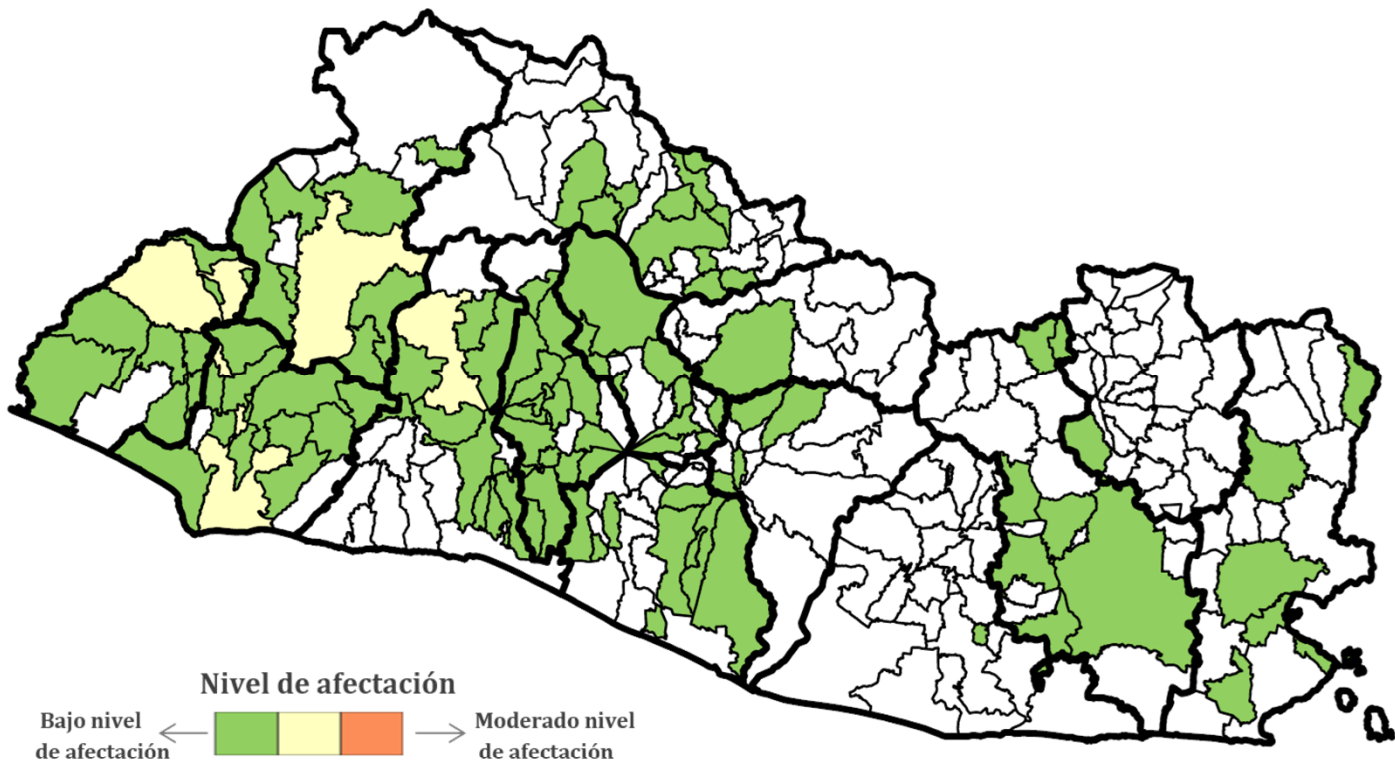 Nivel de afectación
Bajo nivel
de afectación
Moderado nivel
de afectación